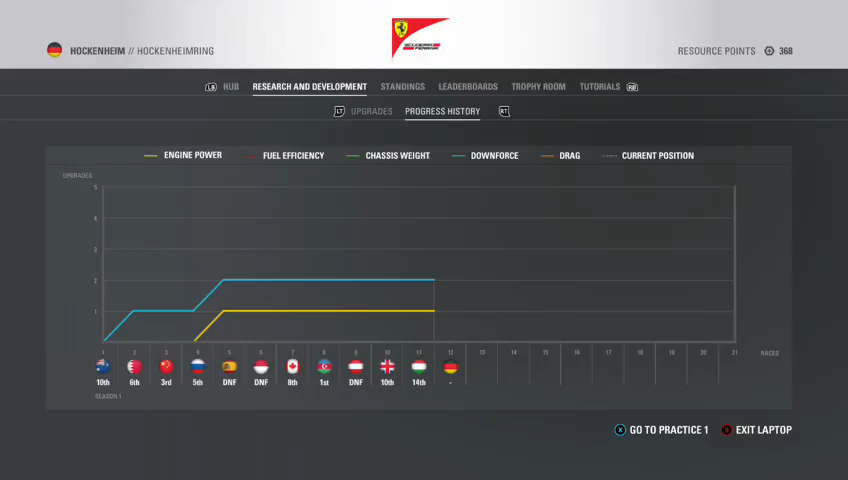 HOCKENHEIM // HOCKENHEIMRING
SCUDERIA FERRARI
RESOURCE POINTS 368
LB HUB RESEARCH AND DEVELOPMENT STANDINGS LEADERBOARDS TROPHY ROOM TUTORIALS RB
LT UPGRADES PROGRESS HISTORY RT
ENGINE POWER FUEL EFFICIENCY CHASSIS WEIGHT DOWNFORCE DRAG CURRENT POSITION
UPGRADES
5
4
3
2
1
1 2 3 4 5 6 7 8 9 10 11 12 13 14 15 16 17 18 19 20 21 RACES
10th 6th 3rd 5th DNF DNF 8th 1st DNF 10th 14th -
SEASON 1
X GO TO PRACTICE 1 EXIT LAPTOP